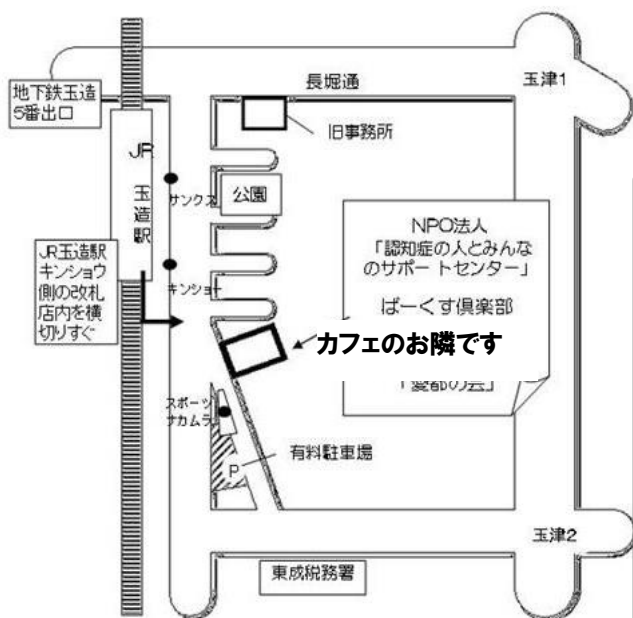 長堀通
玉津1
地下鉄玉造
5番出口
旧事務所
JR
玉造駅
サンクス
公園
NPO法人
「認知症の人とみんな
のサポートセンター」
ぱーくす倶楽部
JR玉造駅
キンショウ
側の改札
店内を横
切りすぐ
キンショー
カフェのお隣です
スポーツ
ナカムラ
有料駐車場
P
玉津2
東成税務署